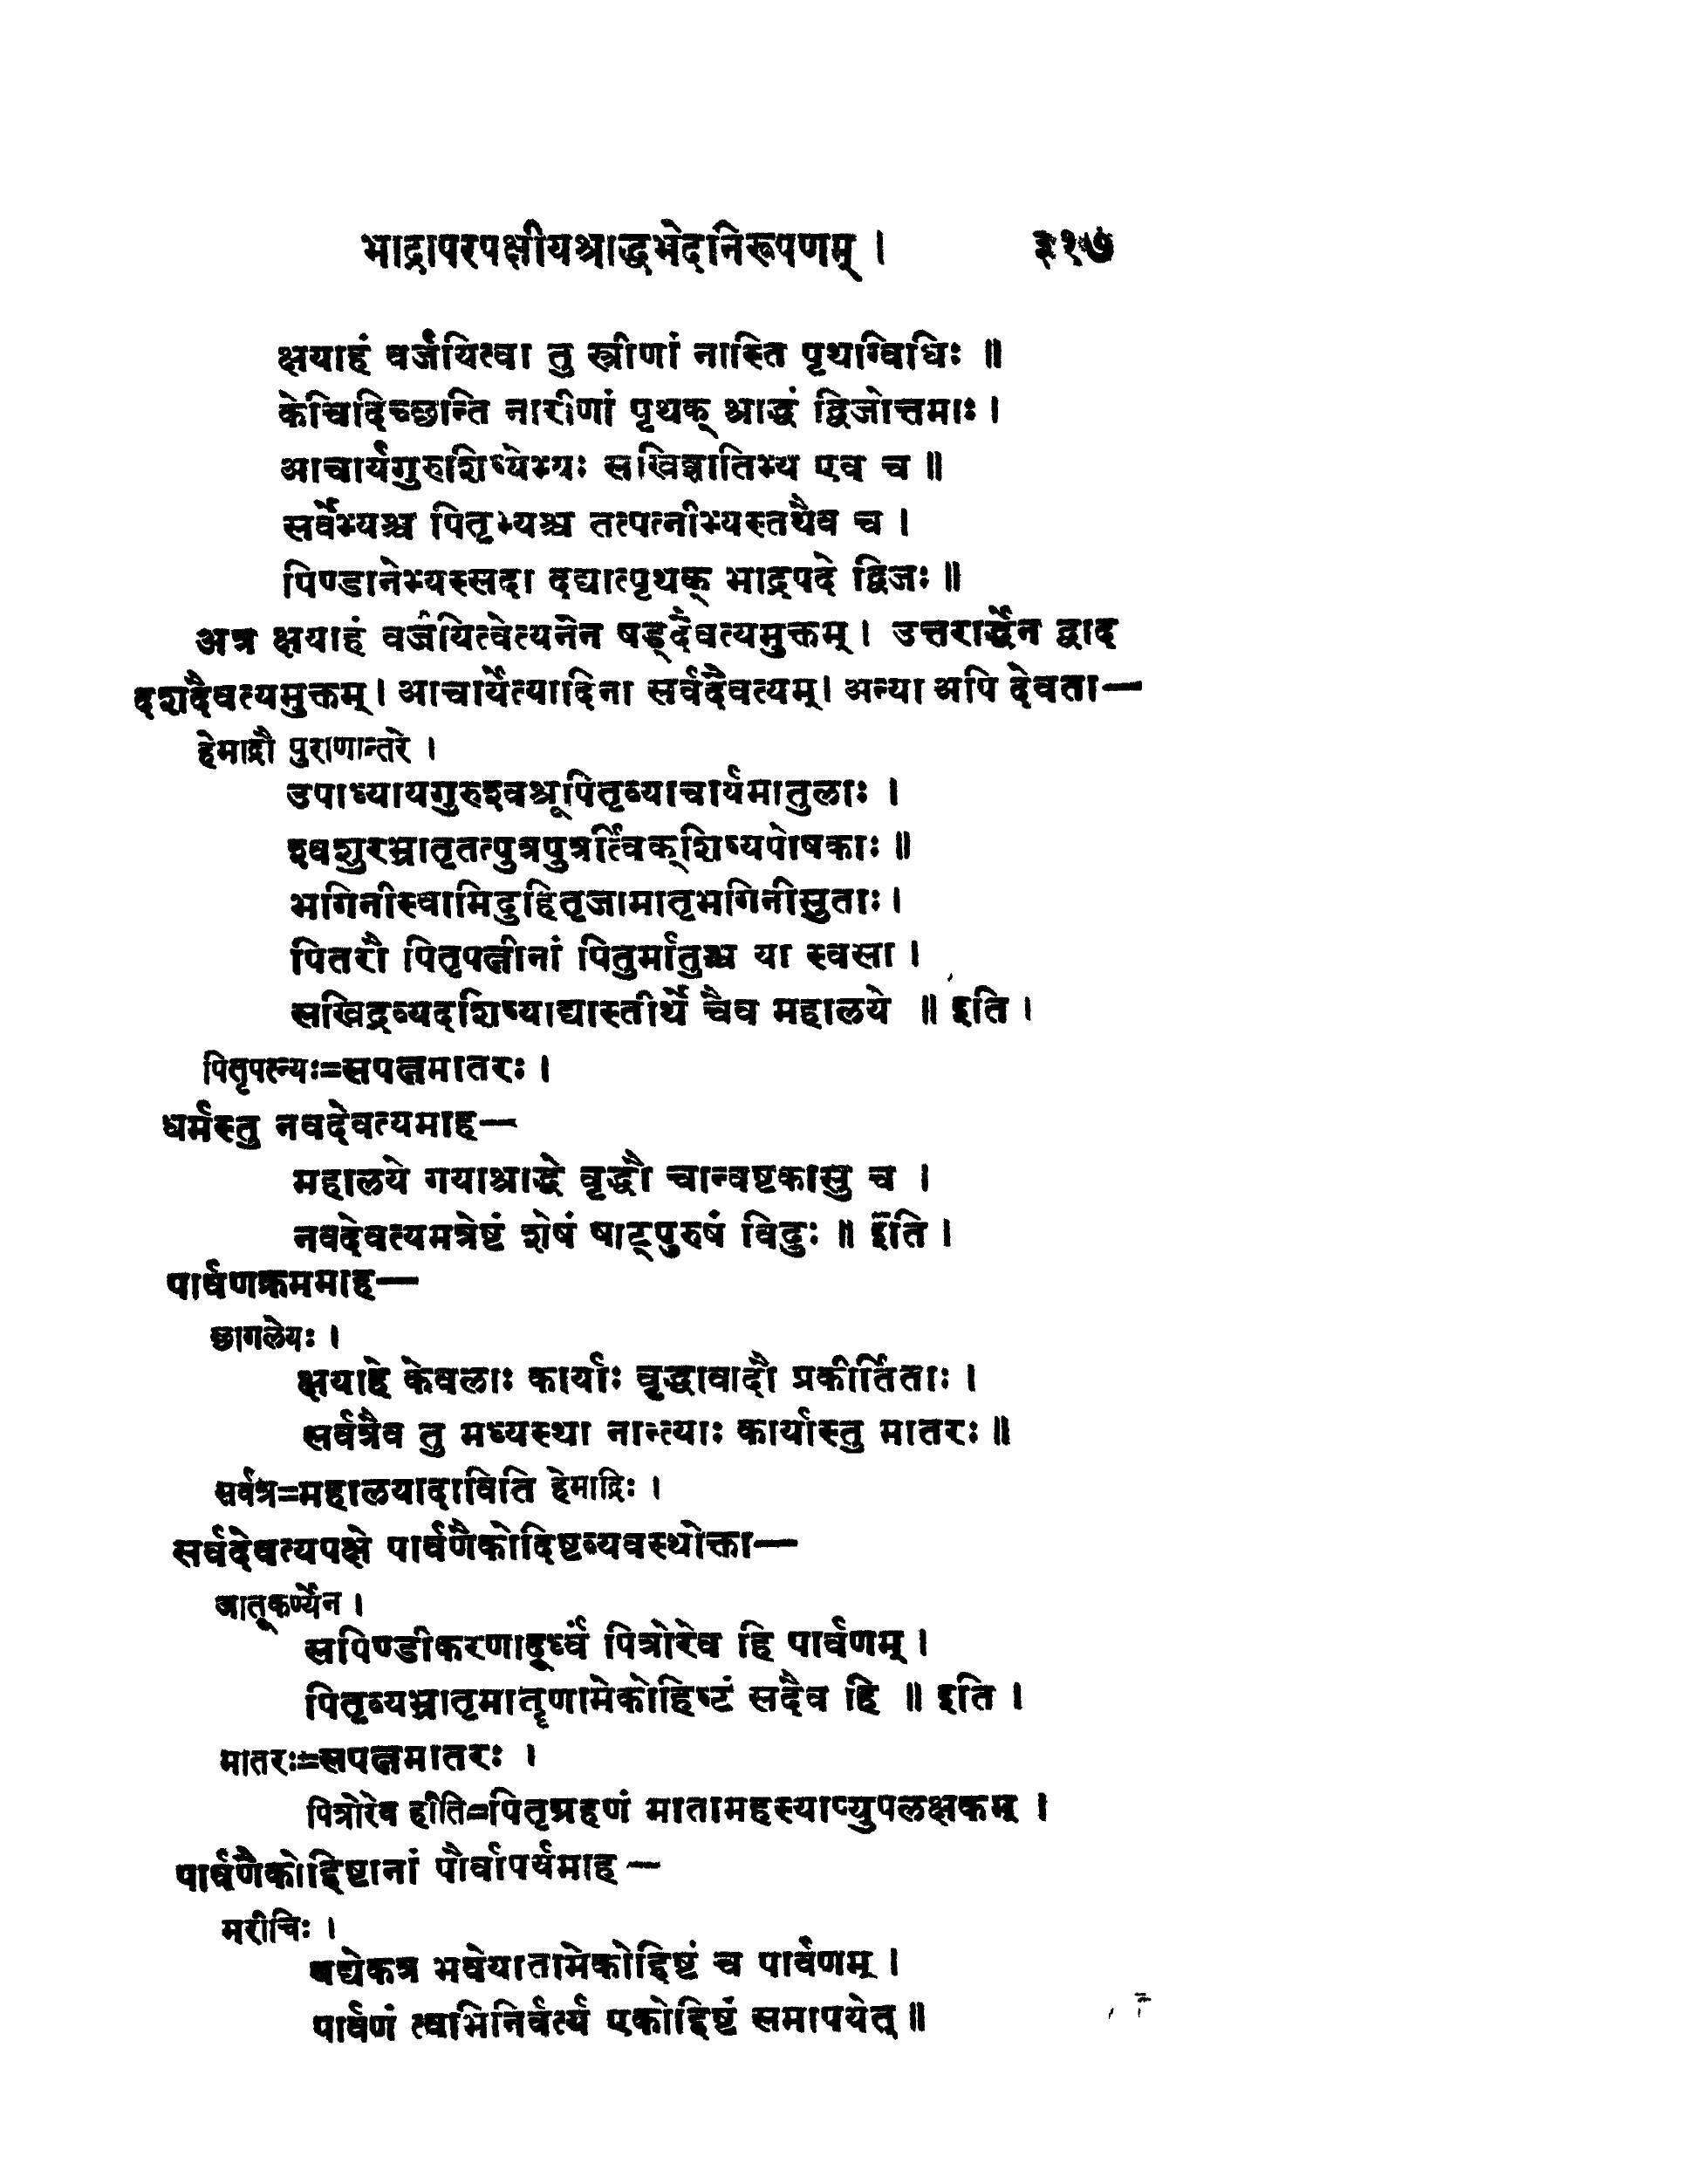 भाद्रापरपक्षीयश्राद्धभेदनिरूपणम् । ३१७
क्षयाहं वर्जयित्वा तु स्त्रीणां नास्ति पृथग्विधिः ॥
केचिदिच्छान्ति नारीणां पृथक् श्राद्धं द्विजोत्तमाः ।
आचार्यगुरुशिष्येभ्यः सखिज्ञातिभ्य एव च ॥
सर्वेभ्यश्च पितृभ्यश्च तत्पत्नीभ्यस्तथैव च ।
पिण्डानेभ्यस्सदा दद्यात्पृथक् भाद्रपदे द्विजः ॥
अत्र क्षयाहं वर्जयित्वेत्यनेन षड्दैवत्यमुक्तम् । उत्तरार्द्धेन द्वाद
दशदैवत्यमुक्तम् । आचार्येत्यादिना सर्वदैवत्यम् । अन्या अपि देवता—
हेमाद्रौ पुराणान्तरे ।
उपाध्यायगुरुश्वश्रूपितृव्याचार्यमातुलाः ।
श्वशुरभ्रातृतत्पुत्रपुत्रर्त्विक्शिष्यपोषकाः ॥
भगिनीस्वामिदुहितृजामातृभगिनीसुताः ।
पितरौ पितृपत्नीनां पितुर्मातुश्च या स्वसा ।
सखिद्रव्यदशिष्याद्यास्तीर्थे चैव महालये ॥ इति ।
पितृपत्न्यः=सपत्नमातरः ।
धर्मस्तु नवदेवत्यमाह—
महालये गयाश्राद्धे वृद्धौ चान्वष्टकासु च ।
नवदेवत्यमत्रेष्टं शेषं षाट्पुरुषं विदुः ॥ इति ।
पार्वणक्रममाह—
छागलेयः ।
क्षयाहे केवलाः कार्याः वृद्धावादौ प्रकीर्तिताः ।
सर्वत्रैव तु मध्यस्था नान्त्याः कार्यास्तु मातरः ॥
सर्वत्र=महालयादाविति हेमाद्रिः ।
सर्वदेवत्यपक्षे पार्वणैकोदिष्टव्यवस्थोक्ता—
जातूकर्ण्येन ।
सपिण्डीकरणादूर्ध्वं पित्रोरेव हि पार्वणम् ।
पितृव्यभ्रातृमातॄणामेकोद्दिष्टं सदैव हि ॥ इति ।
मातरः=सपत्नमातरः ।
पित्रोरेव हीति=पितृग्रहणं मातामहस्याप्युपलक्षकम् ।
पार्वणैकोद्दिष्टानां पौर्वापर्यमाह—
मरीचिः ।
यद्येकत्र भवेयातामेकोद्दिष्टं च पार्वणम् ।
पार्वणं त्वभिनिर्वर्त्य एकोद्दिष्टं समापयेत् ॥